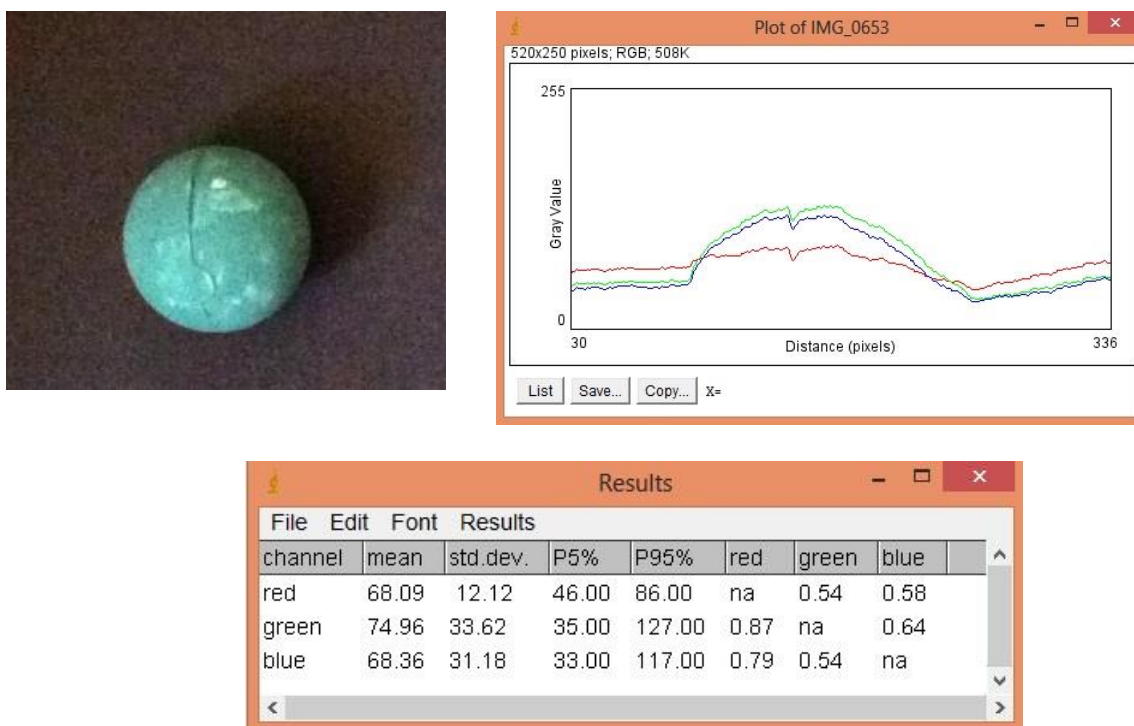 Plot of IMG_0653
520x250 pixels; RGB; 508K
255
Gray Value
0
30
Distance (pixels)
336
List Save... Copy... X=
Results
File Edit Font Results
channel mean std.dev. P5% P95% red green blue
red 68.09 12.12 46.00 86.00 na 0.54 0.58
green 74.96 33.62 35.00 127.00 0.87 na 0.64
blue 68.36 31.18 33.00 117.00 0.79 0.54 na